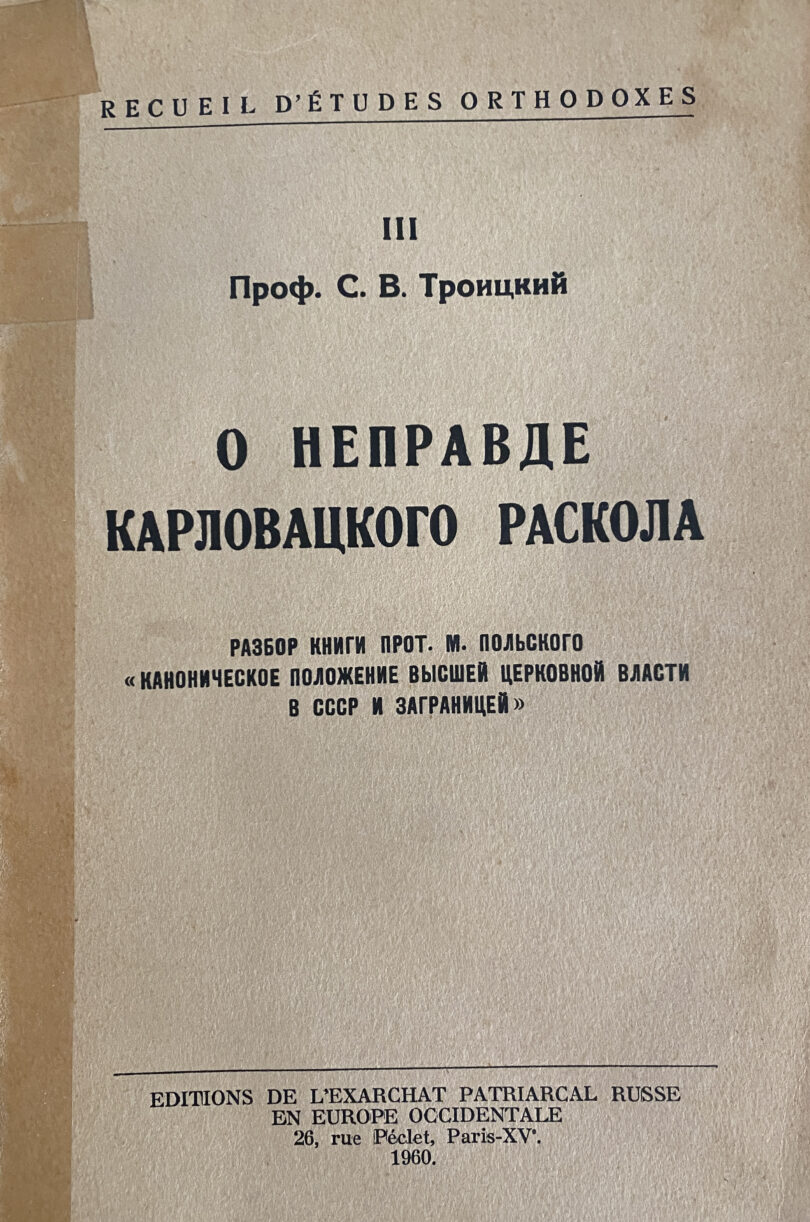 RECUEIL D'ÉTUDES ORTHODOXES
III
Проф. С. В. Троицкий
О НЕПРАВДЕ
КАРЛОВАЦКОГО РАСКОЛА
РАЗБОР КНИГИ ПРОТ. М. ПОЛЬСКОГО
«КАНОНИЧЕСКОЕ ПОЛОЖЕНИЕ ВЫСШЕЙ ЦЕРКОВНОЙ ВЛАСТИ
В СССР И ЗАГРАНИЦЕЙ»
EDITIONS DE L'EXARCHAT PATRIARCAL RUSSE
EN EUROPE OCCIDENTALE
26, rue Péclet, Paris-XVe.
1960.